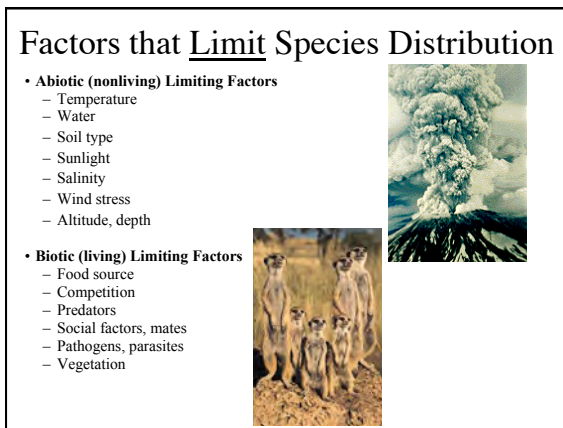 Factors that Limit Species Distribution
• Abiotic (nonliving) Limiting Factors
– Temperature
– Water
– Soil type
– Sunlight
– Salinity
– Wind stress
– Altitude, depth
• Biotic (living) Limiting Factors
– Food source
– Competition
– Predators
– Social factors, mates
– Pathogens, parasites
– Vegetation